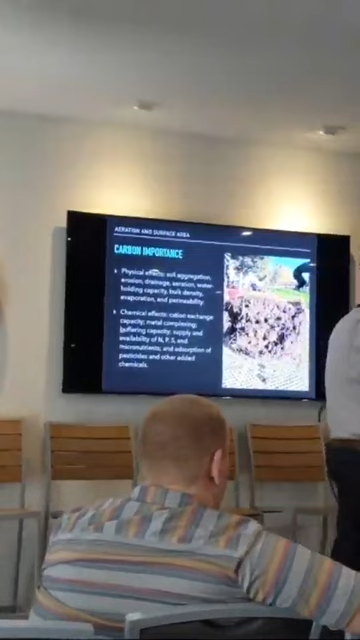 AERATION AND SURFACE AREA
CARBON IMPORTANCE
Physical effects: soil aggregation,
erosion, drainage, aeration, water-
holding capacity, bulk density,
evaporation, and permeability.
Chemical effects: cation exchange
capacity; metal complexing;
buffering capacity; supply and
availability of N, P, S, and
micronutrients; and adsorption of
pesticides and other added
chemicals.